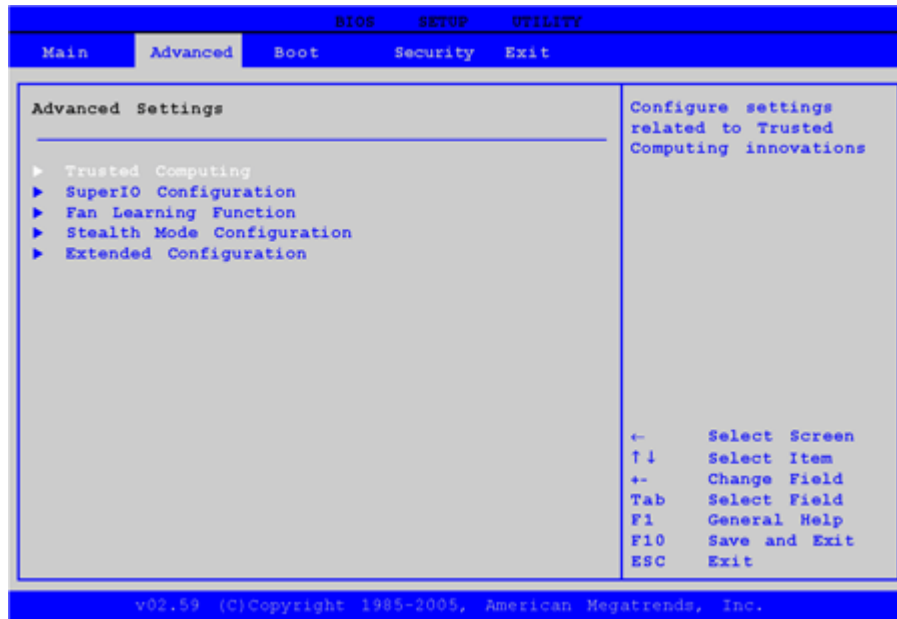 BIOS SETUP UTILITY
Main Advanced Boot Security Exit
Advanced Settings
Trusted Computing
SuperIO Configuration
Fan Learning Function
Stealth Mode Configuration
Extended Configuration
Configure settings
related to Trusted
Computing innovations
← Select Screen
↑↓ Select Item
+- Change Field
Tab Select Field
F1 General Help
F10 Save and Exit
ESC Exit
v02.59 (C)Copyright 1985-2005, American Megatrends, Inc.